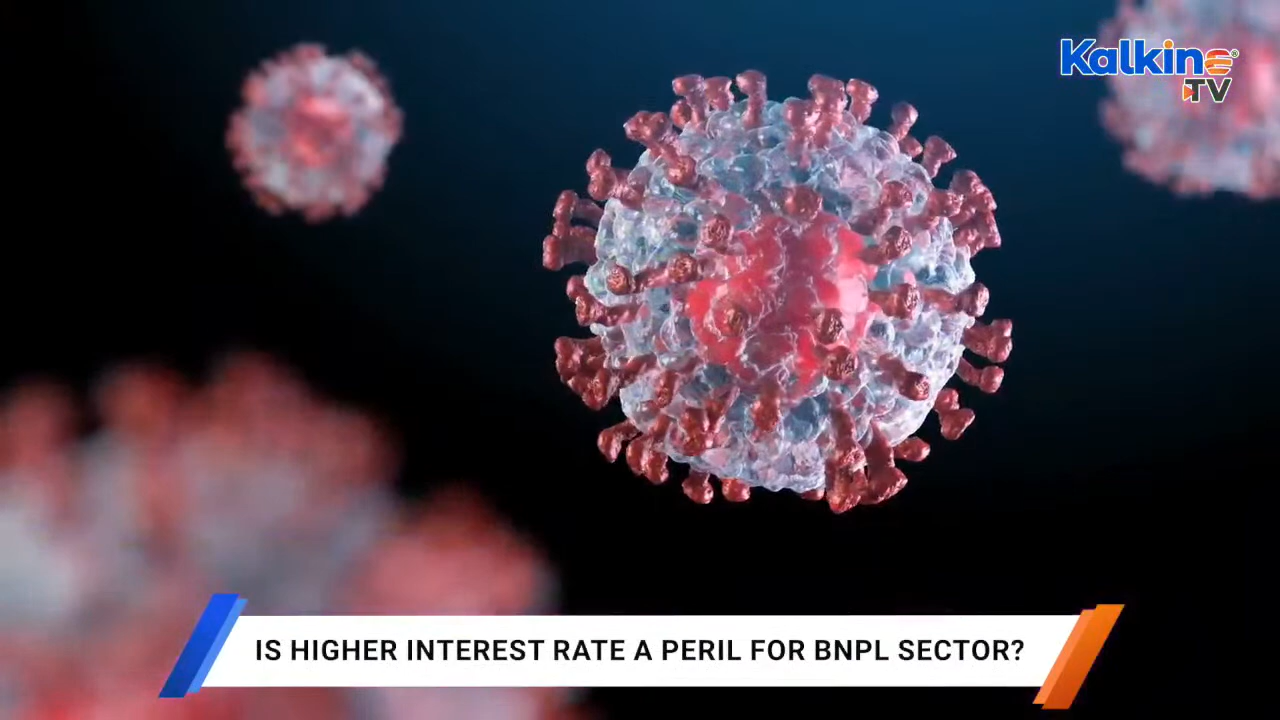 Kalkine
TV
IS HIGHER INTEREST RATE A PERIL FOR BNPL SECTOR?